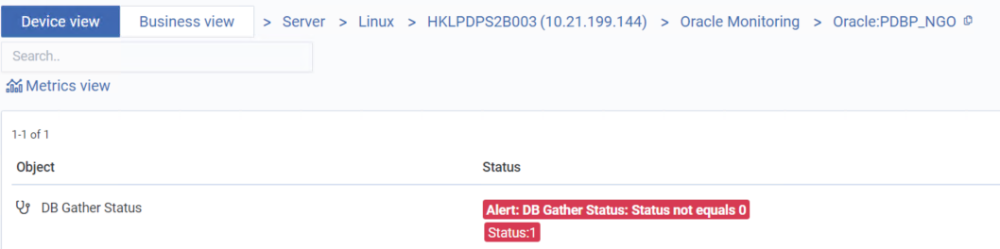 Device view Business view > Server > Linux > HKLPDPS2B003 (10.21.199.144) > Oracle Monitoring > Oracle:PDBP_NGO
Search..
Metrics view
1-1 of 1
Object Status
DB Gather Status Alert: DB Gather Status: Status not equals 0
Status:1